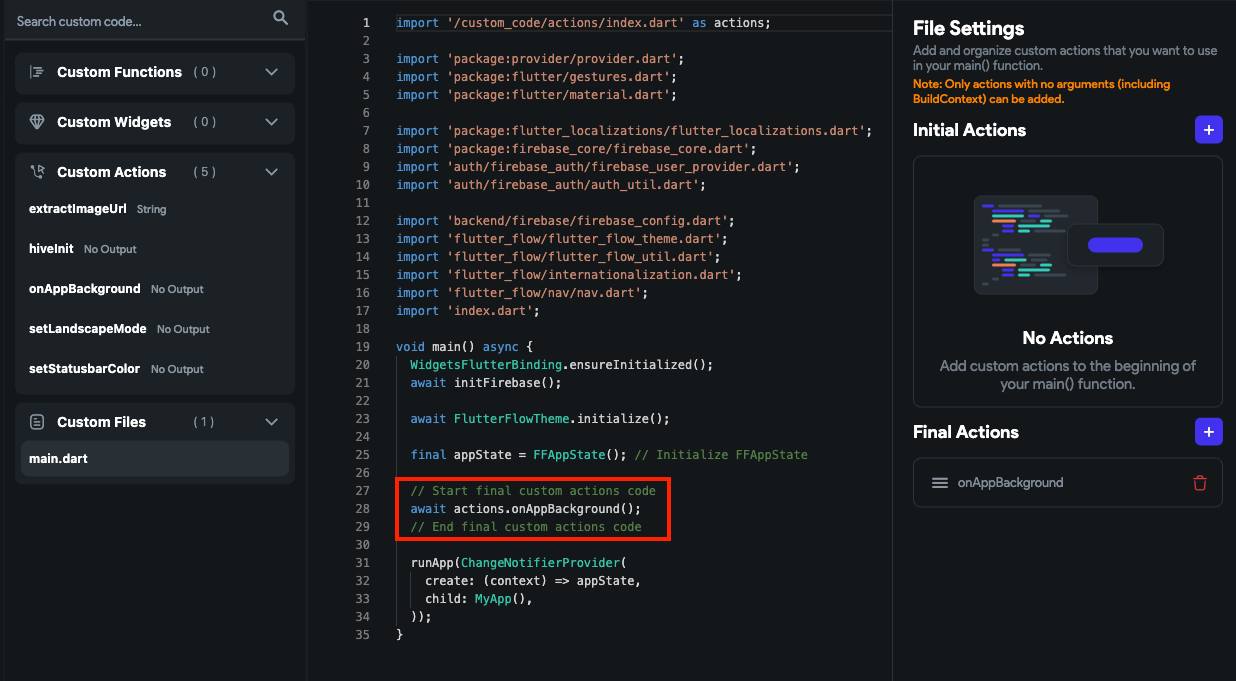 Search custom code...
Custom Functions ( 0 )
Custom Widgets ( 0 )
Custom Actions ( 5 )
extractImageUrl String
hiveInit No Output
onAppBackground No Output
setLandscapeMode No Output
setStatusbarColor No Output
Custom Files ( 1 )
main.dart
1 import '/custom_code/actions/index.dart' as actions;
2
3 import 'package:provider/provider.dart';
4 import 'package:flutter/gestures.dart';
5 import 'package:flutter/material.dart';
6
7 import 'package:flutter_localizations/flutter_localizations.dart';
8 import 'package:firebase_core/firebase_core.dart';
9 import 'auth/firebase_auth/firebase_user_provider.dart';
10 import 'auth/firebase_auth/auth_util.dart';
11
12 import 'backend/firebase/firebase_config.dart';
13 import 'flutter_flow/flutter_flow_theme.dart';
14 import 'flutter_flow/flutter_flow_util.dart';
15 import 'flutter_flow/internationalization.dart';
16 import 'flutter_flow/nav/nav.dart';
17 import 'index.dart';
18
19 void main() async {
20 WidgetsFlutterBinding.ensureInitialized();
21 await initFirebase();
22
23 await FlutterFlowTheme.initialize();
24
25 final appState = FFAppState(); // Initialize FFAppState
26
27 // Start final custom actions code
28 await actions.onAppBackground();
29 // End final custom actions code
30
31 runApp(ChangeNotifierProvider(
32 create: (context) => appState,
33 child: MyApp(),
34 ));
35 }
File Settings
Add and organize custom actions that you want to use
in your main() function.
Note: Only actions with no arguments (including
BuildContext) can be added.
Initial Actions
+
No Actions
Add custom actions to the beginning of
your main() function.
Final Actions
+
onAppBackground